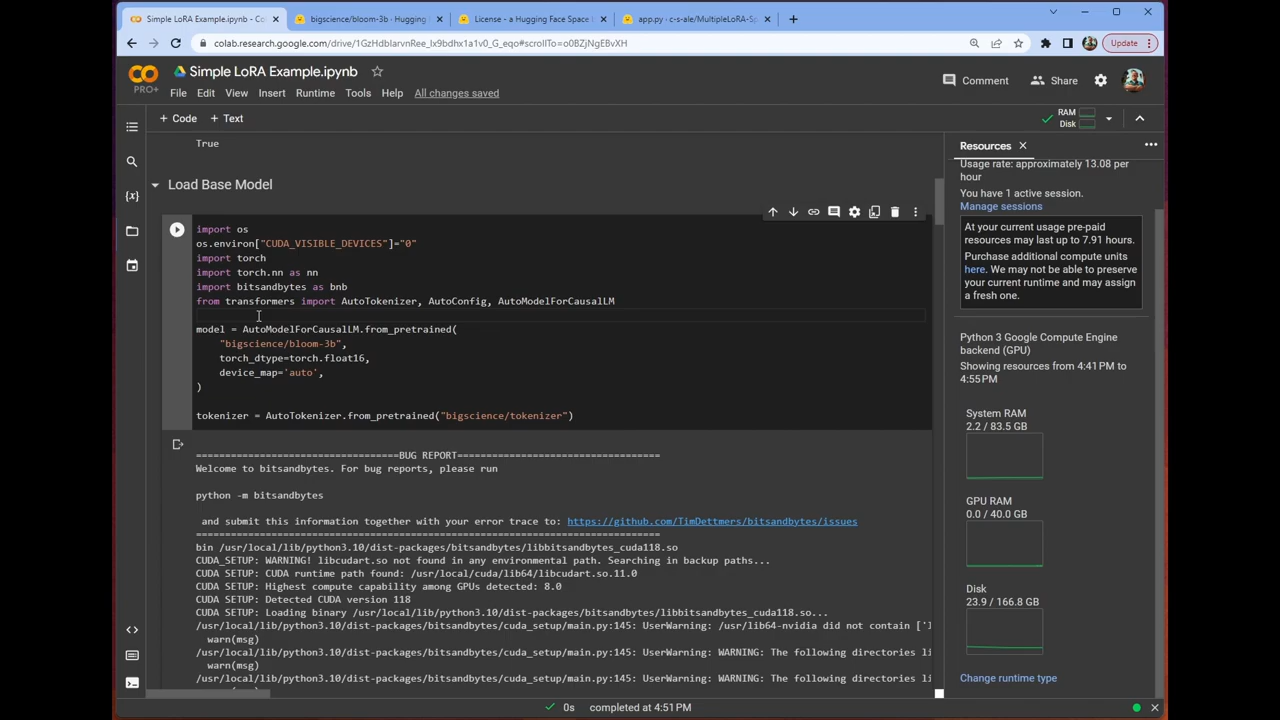 Simple LoRA Example.ipynb - Co
bigscience/bloom-3b · Hugging
License - a Hugging Face Space
app.py · c-s-ale/MultipleLoRA-Sp
colab.research.google.com/drive/1GzHdbIarvnRee_lx9bdhx1a1v0_G_eqo#scrollTo=o0BZjNgEBvXH
Update
PRO+
Simple LoRA Example.ipynb
File Edit View Insert Runtime Tools Help All changes saved
Comment
Share
+ Code + Text
RAM
Disk
True
Load Base Model
import os
os.environ["CUDA_VISIBLE_DEVICES"]="0"
import torch
import torch.nn as nn
import bitsandbytes as bnb
from transformers import AutoTokenizer, AutoConfig, AutoModelForCausalLM
model = AutoModelForCausalLM.from_pretrained(
"bigscience/bloom-3b",
torch_dtype=torch.float16,
device_map='auto',
)
tokenizer = AutoTokenizer.from_pretrained("bigscience/tokenizer")
===================================BUG REPORT===================================
Welcome to bitsandbytes. For bug reports, please run
python -m bitsandbytes
and submit this information together with your error trace to: https://github.com/TimDettmers/bitsandbytes/issues
================================================================================
bin /usr/local/lib/python3.10/dist-packages/bitsandbytes/libbitsandbytes_cuda118.so
CUDA_SETUP: WARNING! libcudart.so not found in any environmental path. Searching in backup paths...
CUDA SETUP: CUDA runtime path found: /usr/local/cuda/lib64/libcudart.so.11.0
CUDA SETUP: Highest compute capability among GPUs detected: 8.0
CUDA SETUP: Detected CUDA version 118
CUDA SETUP: Loading binary /usr/local/lib/python3.10/dist-packages/bitsandbytes/libbitsandbytes_cuda118.so...
/usr/local/lib/python3.10/dist-packages/bitsandbytes/cuda_setup/main.py:145: UserWarning: /usr/lib64-nvidia did not contain ['l
warn(msg)
/usr/local/lib/python3.10/dist-packages/bitsandbytes/cuda_setup/main.py:145: UserWarning: WARNING: The following directories li
warn(msg)
/usr/local/lib/python3.10/dist-packages/bitsandbytes/cuda_setup/main.py:145: UserWarning: WARNING: The following directories li
Resources
Usage rate: approximately 13.08 per
hour
You have 1 active session.
Manage sessions
At your current usage pre-paid
resources may last up to 7.91 hours.
Purchase additional compute units
here. We may not be able to preserve
your current runtime and may assign
a fresh one.
Python 3 Google Compute Engine
backend (GPU)
Showing resources from 4:41 PM to
4:55 PM
System RAM
2.2 / 83.5 GB
GPU RAM
0.0 / 40.0 GB
Disk
23.9 / 166.8 GB
Change runtime type
0s completed at 4:51 PM